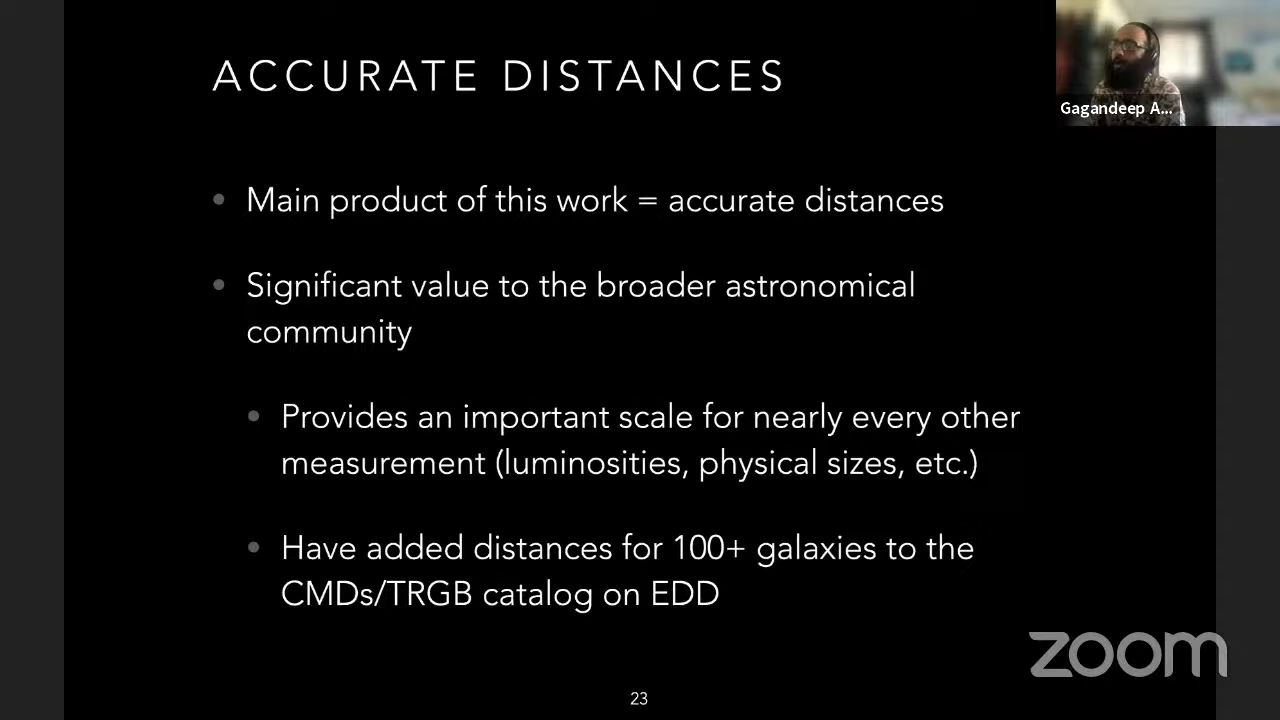 ACCURATE DISTANCES
Gagandeep A...
• Main product of this work = accurate distances
• Significant value to the broader astronomical
community
• Provides an important scale for nearly every other
measurement (luminosities, physical sizes, etc.)
• Have added distances for 100+ galaxies to the
CMDs/TRGB catalog on EDD
zoom
23